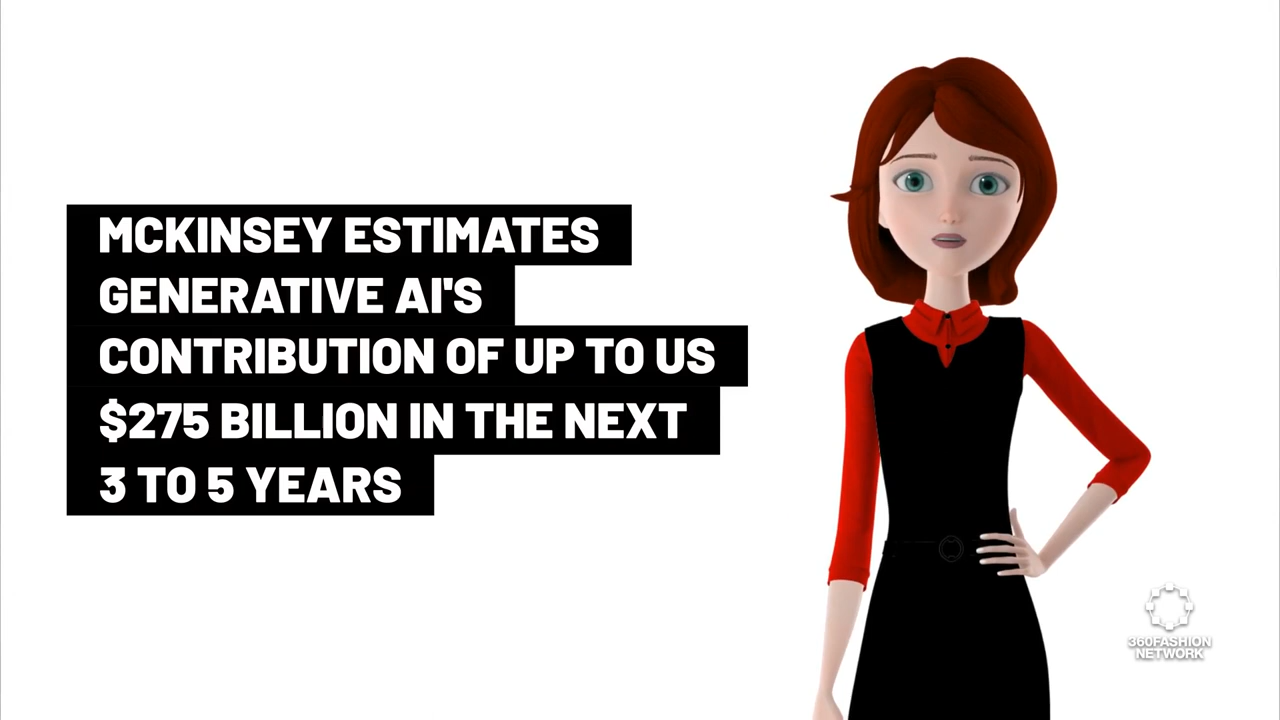 MCKINSEY ESTIMATES
GENERATIVE AI'S
CONTRIBUTION OF UP TO US
$275 BILLION IN THE NEXT
3 TO 5 YEARS
360FASHION
NETWORK